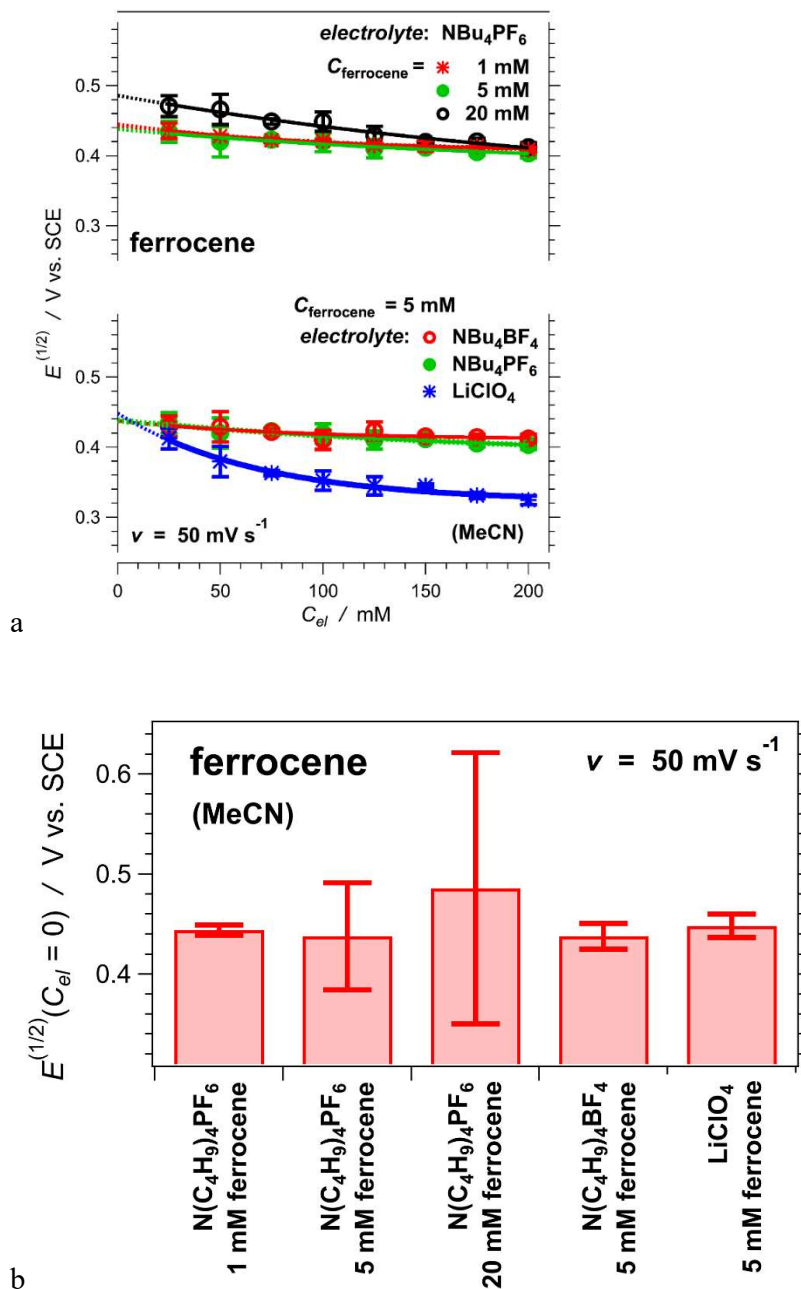 electrolyte: NBu₄PF₆
C_ferrocene = 1 mM
5 mM
20 mM
0.5
0.4
0.3
ferrocene
E^(1/2) / V vs. SCE
C_ferrocene = 5 mM
electrolyte: NBu₄BF₄
NBu₄PF₆
LiClO₄
0.5
0.4
0.3
v = 50 mV s⁻¹
(MeCN)
0 50 100 150 200
C_el / mM
a
ferrocene
v = 50 mV s⁻¹
(MeCN)
0.6
0.5
0.4
E^(1/2)(C_el = 0) / V vs. SCE
N(C₄H₉)₄PF₆
1 mM ferrocene
N(C₄H₉)₄PF₆
5 mM ferrocene
N(C₄H₉)₄PF₆
20 mM ferrocene
N(C₄H₉)₄BF₄
5 mM ferrocene
LiClO₄
5 mM ferrocene
b